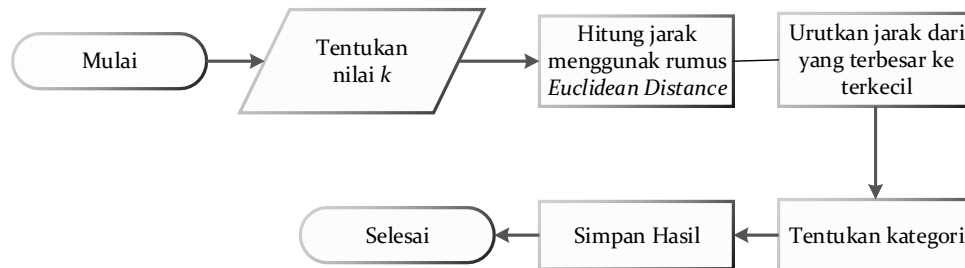 Mulai
Tentukan
nilai k
Hitung jarak
menggunak rumus
Euclidean Distance
Urutkan jarak dari
yang terbesar ke
terkecil
Tentukan kategori
Simpan Hasil
Selesai